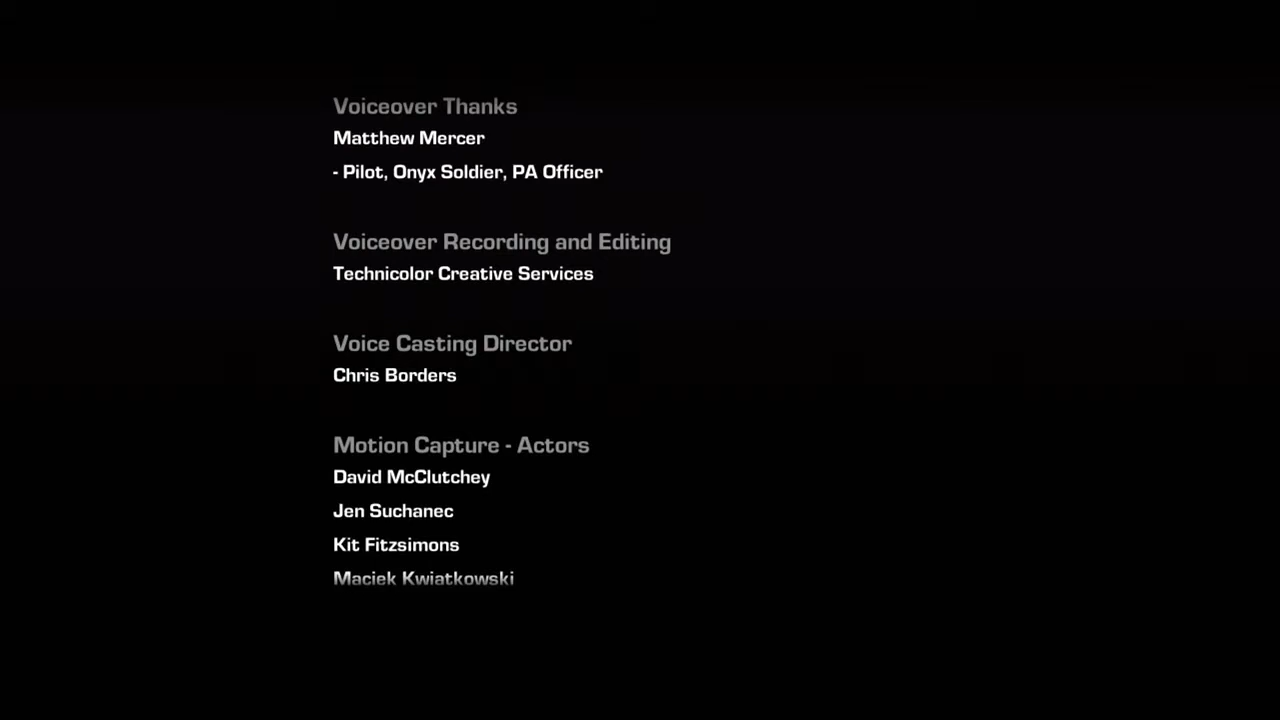 Voiceover Thanks
Matthew Mercer
- Pilot, Onyx Soldier, PA Officer
Voiceover Recording and Editing
Technicolor Creative Services
Voice Casting Director
Chris Borders
Motion Capture - Actors
David McClutchey
Jen Suchanec
Kit Fitzsimons
Maciek Kwiatkowski